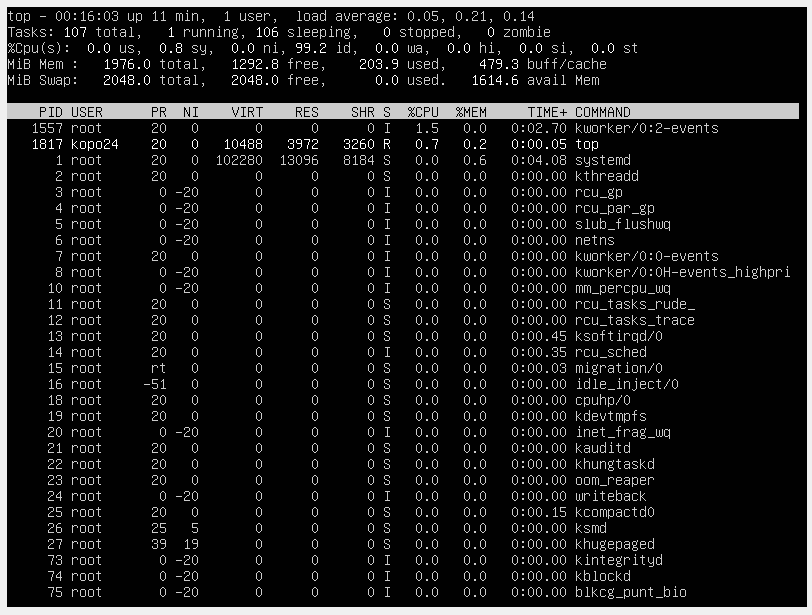 top - 00:16:03 up 11 min,  1 user,  load average: 0.05, 0.21, 0.14
Tasks: 107 total,   1 running, 106 sleeping,   0 stopped,   0 zombie
%Cpu(s):  0.0 us,  0.8 sy,  0.0 ni, 99.2 id,  0.0 wa,  0.0 hi,  0.0 si,  0.0 st
MiB Mem :   1976.0 total,   1292.8 free,    203.9 used,    479.3 buff/cache
MiB Swap:   2048.0 total,   2048.0 free,      0.0 used.   1614.6 avail Mem
PID USER      PR  NI    VIRT    RES    SHR S  %CPU  %MEM     TIME+ COMMAND
1557 root      20   0       0      0      0 I   1.5   0.0   0:02.70 kworker/0:2-events
1817 kopo24    20   0   10488   3972   3260 R   0.7   0.2   0:00.05 top
1 root      20   0  102280  13096   8184 S   0.0   0.6   0:04.08 systemd
2 root      20   0       0      0      0 S   0.0   0.0   0:00.00 kthreadd
3 root       0 -20       0      0      0 I   0.0   0.0   0:00.00 rcu_gp
4 root       0 -20       0      0      0 I   0.0   0.0   0:00.00 rcu_par_gp
5 root       0 -20       0      0      0 I   0.0   0.0   0:00.00 slub_flushwq
6 root       0 -20       0      0      0 I   0.0   0.0   0:00.00 netns
7 root      20   0       0      0      0 I   0.0   0.0   0:00.00 kworker/0:0-events
8 root       0 -20       0      0      0 I   0.0   0.0   0:00.00 kworker/0:0H-events_highpri
10 root       0 -20       0      0      0 I   0.0   0.0   0:00.00 mm_percpu_wq
11 root      20   0       0      0      0 S   0.0   0.0   0:00.00 rcu_tasks_rude_
12 root      20   0       0      0      0 S   0.0   0.0   0:00.00 rcu_tasks_trace
13 root      20   0       0      0      0 S   0.0   0.0   0:00.45 ksoftirqd/0
14 root      20   0       0      0      0 I   0.0   0.0   0:00.35 rcu_sched
15 root      rt   0       0      0      0 S   0.0   0.0   0:00.03 migration/0
16 root     -51   0       0      0      0 S   0.0   0.0   0:00.00 idle_inject/0
18 root      20   0       0      0      0 S   0.0   0.0   0:00.00 cpuhp/0
19 root      20   0       0      0      0 S   0.0   0.0   0:00.00 kdevtmpfs
20 root       0 -20       0      0      0 I   0.0   0.0   0:00.00 inet_frag_wq
21 root      20   0       0      0      0 S   0.0   0.0   0:00.00 kauditd
22 root      20   0       0      0      0 S   0.0   0.0   0:00.00 khungtaskd
23 root      20   0       0      0      0 S   0.0   0.0   0:00.00 oom_reaper
24 root       0 -20       0      0      0 I   0.0   0.0   0:00.00 writeback
25 root      20   0       0      0      0 S   0.0   0.0   0:00.15 kcompactd0
26 root      25   5       0      0      0 S   0.0   0.0   0:00.00 ksmd
27 root      39  19       0      0      0 S   0.0   0.0   0:00.00 khugepaged
73 root       0 -20       0      0      0 I   0.0   0.0   0:00.00 kintegrityd
74 root       0 -20       0      0      0 I   0.0   0.0   0:00.00 kblockd
75 root       0 -20       0      0      0 I   0.0   0.0   0:00.00 blkcg_punt_bio